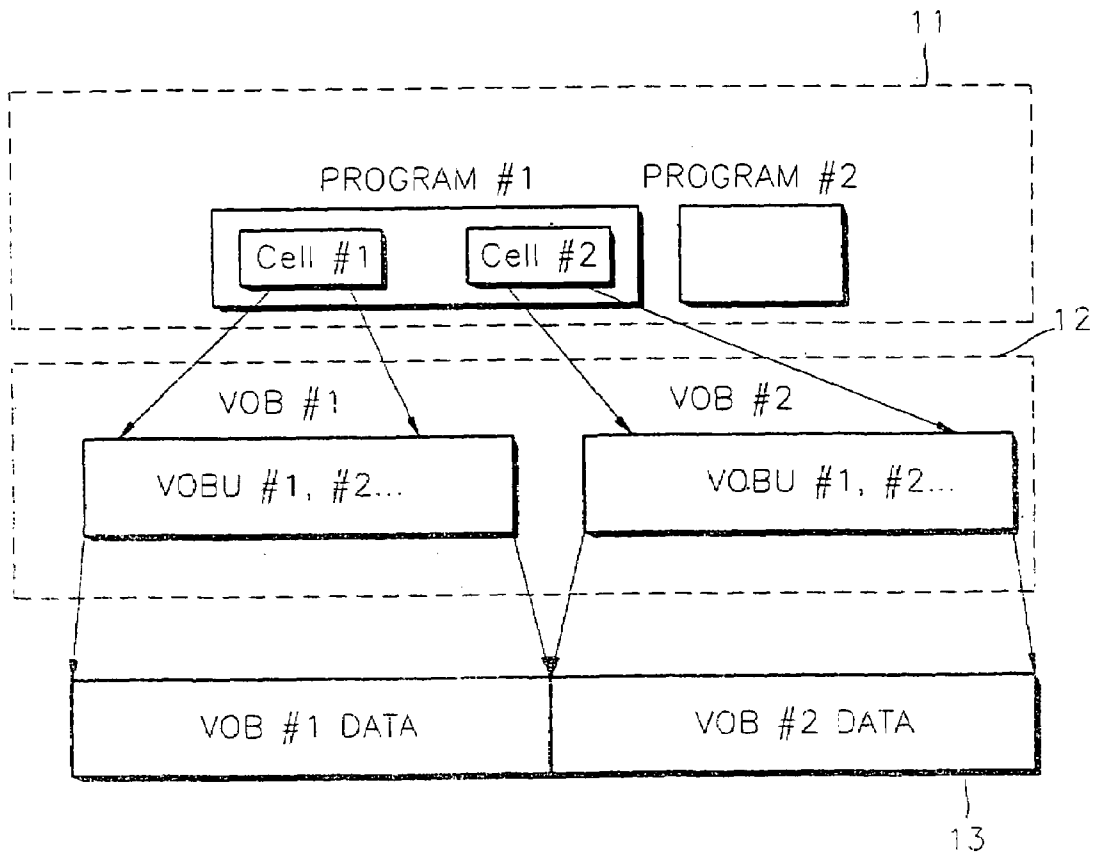 11
PROGRAM #1 PROGRAM #2
Cell #1 Cell #2
12
VOB #1 VOB #2
VOBU #1, #2... VOBU #1, #2...
VOB #1 DATA VOB #2 DATA
13